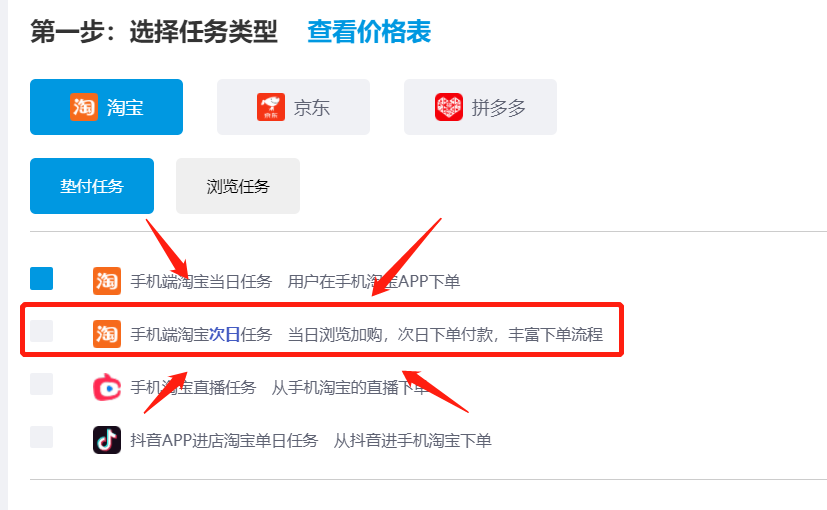 第一步：选择任务类型 查看价格表
淘 淘宝 京东 京东 拼多多
垫付任务 浏览任务
淘 手机端淘宝当日任务 用户在手机淘宝APP下单
淘 手机端淘宝次日任务 当日浏览加购，次日下单付款，丰富下单流程
手机淘宝直播任务 从手机淘宝的直播下单
抖音APP进店淘宝单日任务 从抖音进手机淘宝下单